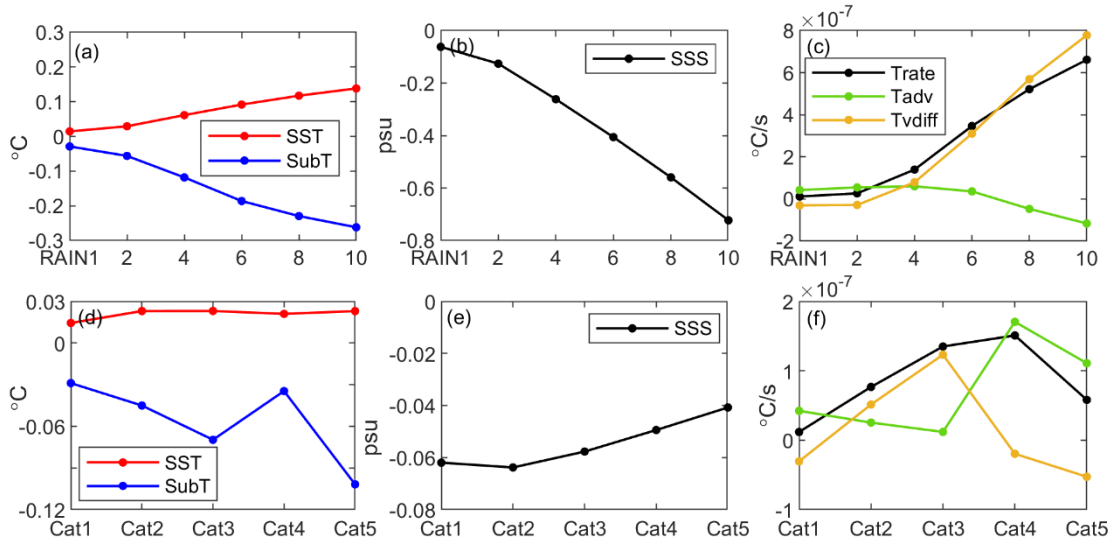 (a)
0.3
0.2
0.1
0
-0.1
-0.2
-0.3
°C
SST
SubT
RAIN1 2 4 6 8 10
(b)
0
-0.2
-0.4
-0.6
-0.8
psu
SSS
RAIN1 2 4 6 8 10
×10⁻⁷
(c)
8
6
4
2
0
-2
°C/s
Trate
Tadv
Tvdiff
RAIN1 2 4 6 8 10
(d)
0.03
0
-0.06
-0.12
°C
SST
SubT
Cat1 Cat2 Cat3 Cat4 Cat5
(e)
0
-0.02
-0.04
-0.06
-0.08
psu
SSS
Cat1 Cat2 Cat3 Cat4 Cat5
×10⁻⁷
(f)
2
1
0
-1
°C/s
Cat1 Cat2 Cat3 Cat4 Cat5